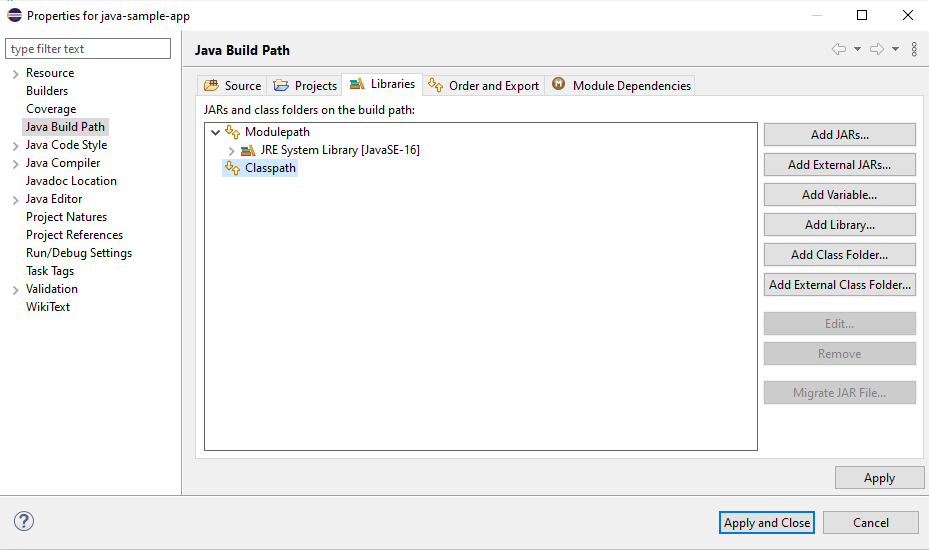 Properties for java-sample-app
type filter text
Resource
Builders
Coverage
Java Build Path
Java Code Style
Java Compiler
Javadoc Location
Java Editor
Project Natures
Project References
Run/Debug Settings
Task Tags
Validation
WikiText
Java Build Path
Source Projects Libraries Order and Export M Module Dependencies
JARs and class folders on the build path:
Modulepath
JRE System Library [JavaSE-16]
Classpath
Add JARs...
Add External JARs...
Add Variable...
Add Library...
Add Class Folder...
Add External Class Folder...
Edit...
Remove
Migrate JAR File...
Apply
?
Apply and Close Cancel